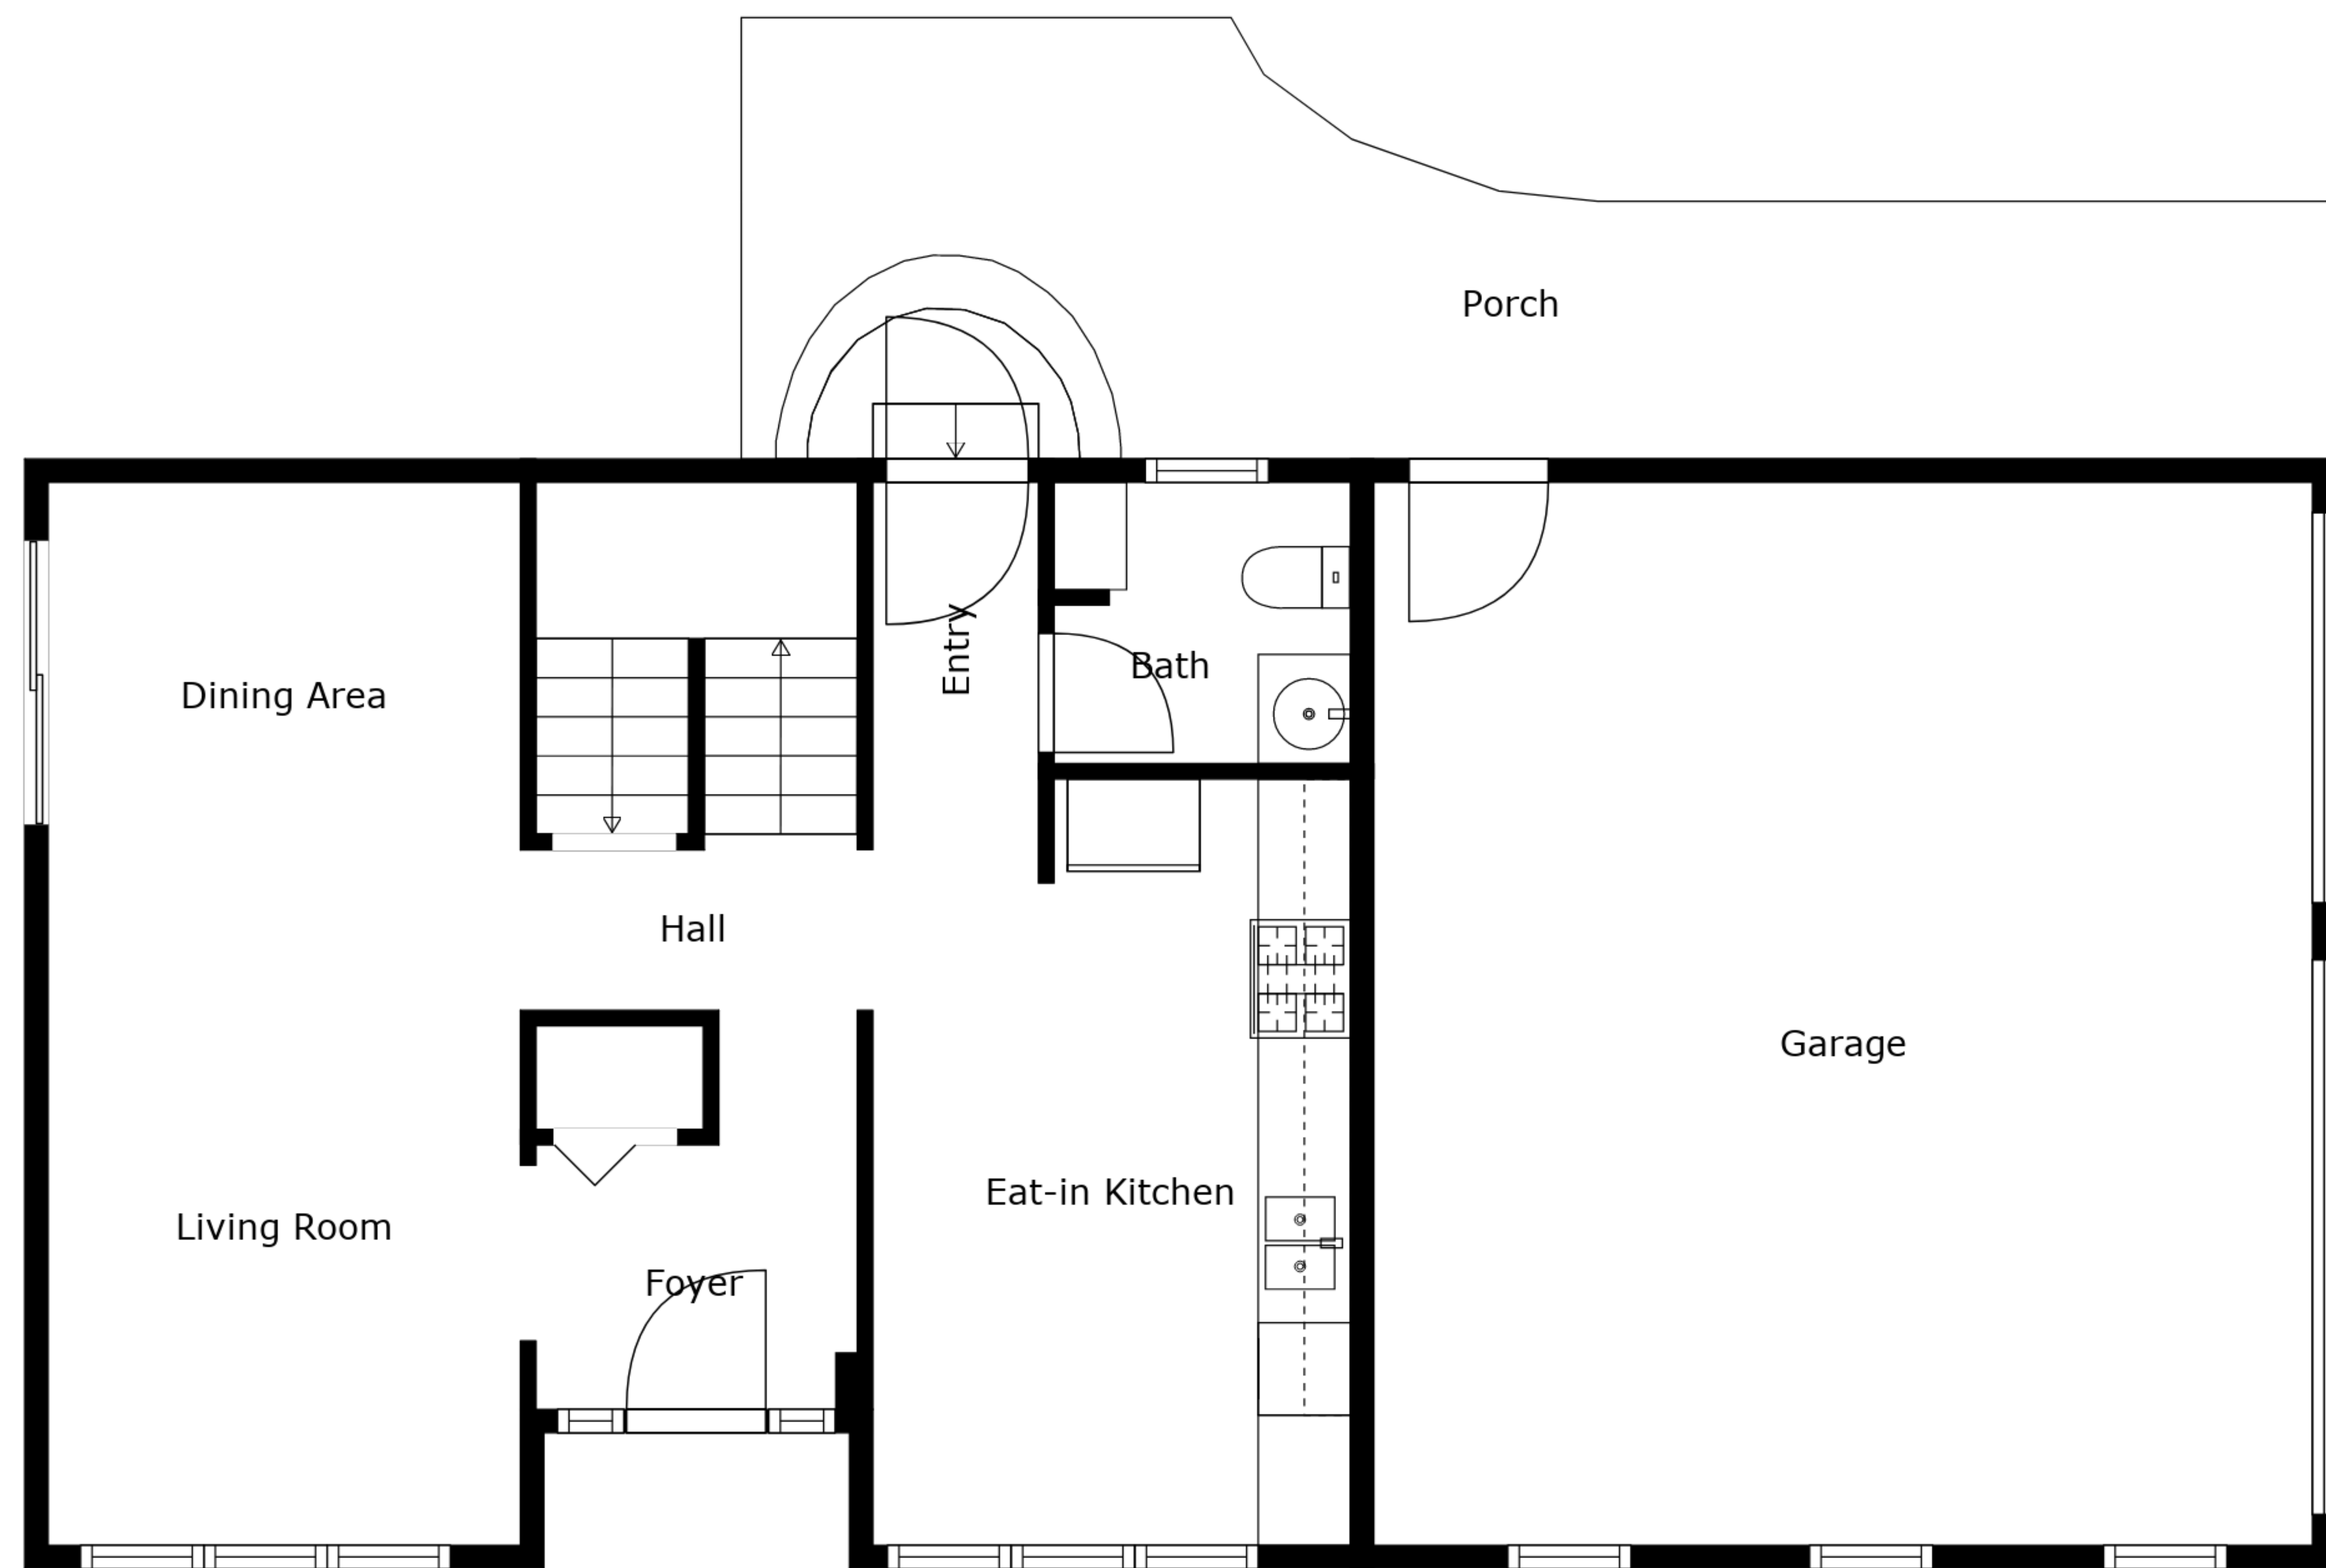 Porch
Entry
Bath
Dining Area
Hall
Garage
Eat-in Kitchen
Living Room
Foyer